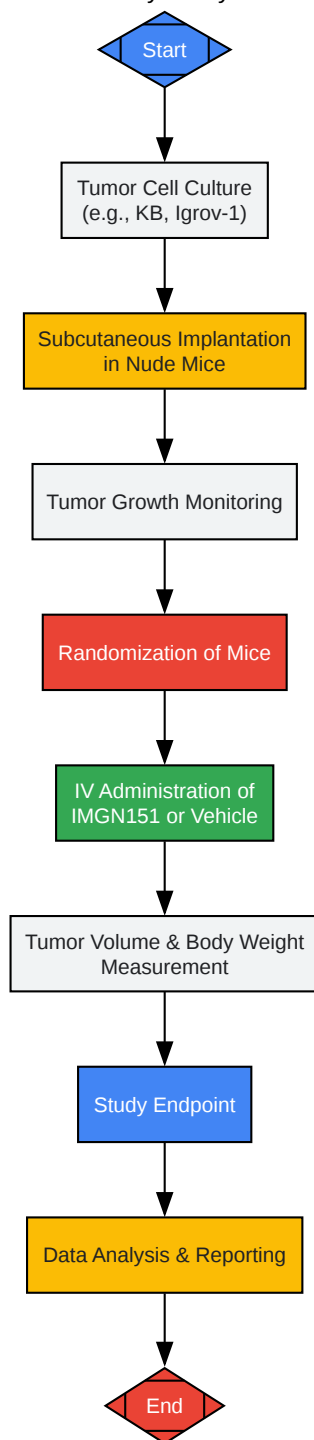 Start
Tumor Cell Culture
(e.g., KB, Igrov-1)
Subcutaneous Implantation
in Nude Mice
Tumor Growth Monitoring
Randomization of Mice
IV Administration of
IMGN151 or Vehicle
Tumor Volume & Body Weight
Measurement
Study Endpoint
Data Analysis & Reporting
End